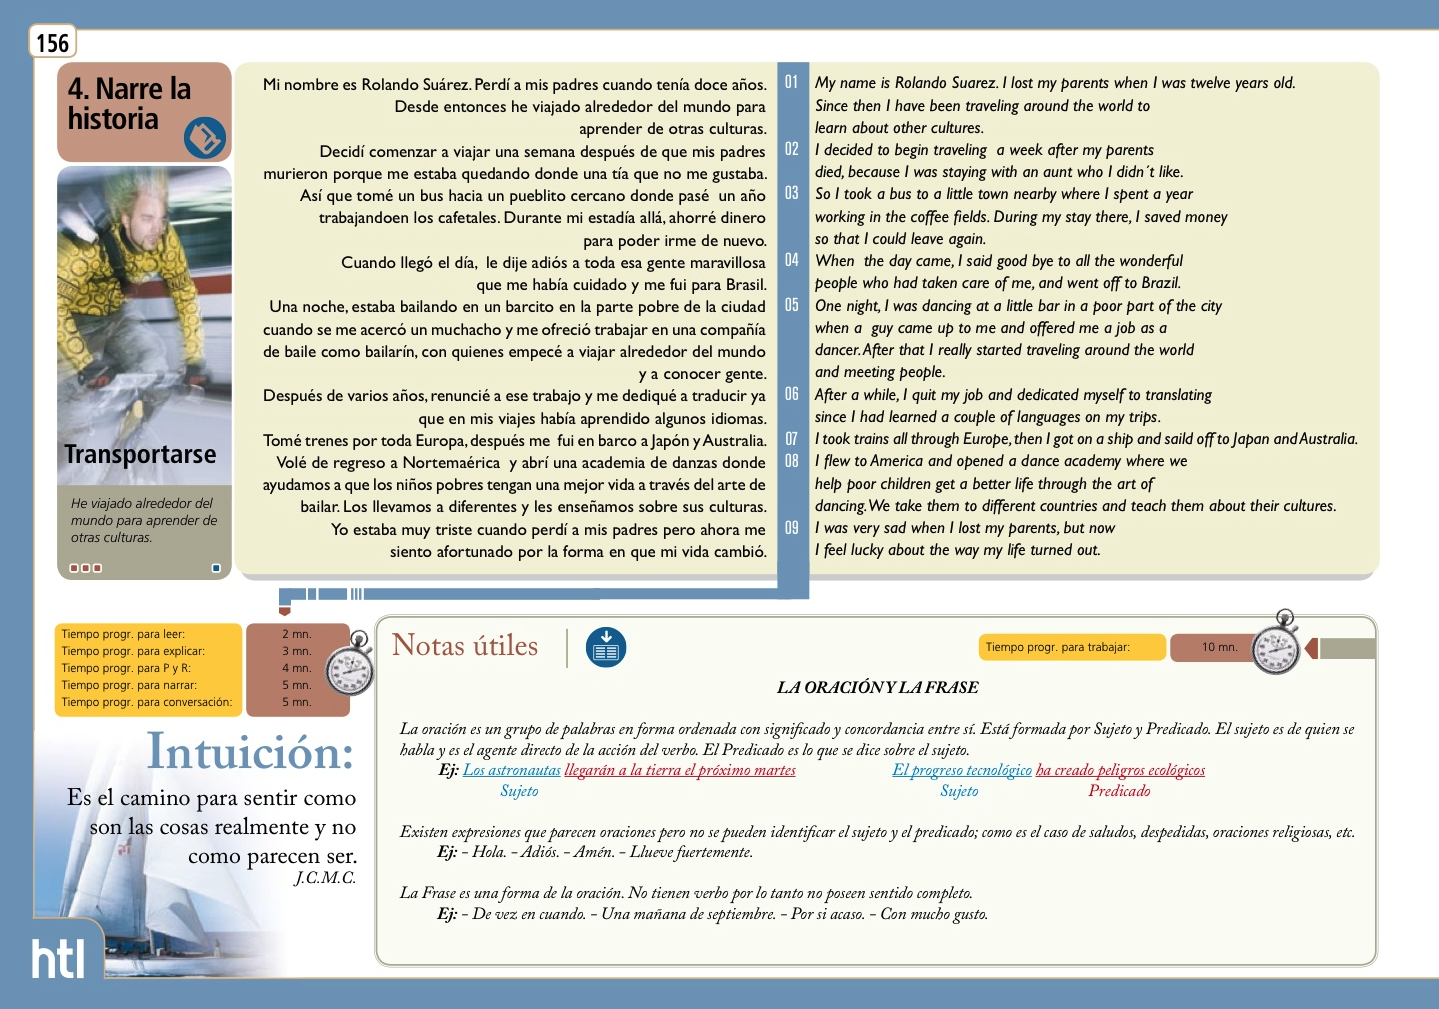 156
4. Narre la
historia
Transportarse
He viajado alrededor del
mundo para aprender de
otras culturas.
Mi nombre es Rolando Suárez. Perdí a mis padres cuando tenía doce años.
Desde entonces he viajado alrededor del mundo para
aprender de otras culturas.
Decidí comenzar a viajar una semana después de que mis padres
murieron porque me estaba quedando donde una tía que no me gustaba.
Así que tomé un bus hacia un pueblito cercano donde pasé un año
trabajandoen los cafetales. Durante mi estadía allá, ahorré dinero
para poder irme de nuevo.
Cuando llegó el día, le dije adiós a toda esa gente maravillosa
que me había cuidado y me fui para Brasil.
Una noche, estaba bailando en un barcito en la parte pobre de la ciudad
cuando se me acercó un muchacho y me ofreció trabajar en una compañía
de baile como bailarín, con quienes empecé a viajar alrededor del mundo
y a conocer gente.
Después de varios años, renuncié a ese trabajo y me dediqué a traducir ya
que en mis viajes había aprendido algunos idiomas.
Tomé trenes por toda Europa, después me fui en barco a Japón y Australia.
Volé de regreso a Nortemaérica y abrí una academia de danzas donde
ayudamos a que los niños pobres tengan una mejor vida a través del arte de
bailar. Los llevamos a diferentes y les enseñamos sobre sus culturas.
Yo estaba muy triste cuando perdí a mis padres pero ahora me
siento afortunado por la forma en que mi vida cambió.
01 My name is Rolando Suarez. I lost my parents when I was twelve years old.
Since then I have been traveling around the world to
learn about other cultures.
02 I decided to begin traveling a week after my parents
died, because I was staying with an aunt who I didn´t like.
03 So I took a bus to a little town nearby where I spent a year
working in the coffee fields. During my stay there, I saved money
so that I could leave again.
04 When the day came, I said good bye to all the wonderful
people who had taken care of me, and went off to Brazil.
05 One night, I was dancing at a little bar in a poor part of the city
when a guy came up to me and offered me a job as a
dancer. After that I really started traveling around the world
and meeting people.
06 After a while, I quit my job and dedicated myself to translating
since I had learned a couple of languages on my trips.
07 I took trains all through Europe, then I got on a ship and saild off to Japan and Australia.
08 I flew to America and opened a dance academy where we
help poor children get a better life through the art of
dancing. We take them to different countries and teach them about their cultures.
09 I was very sad when I lost my parents, but now
I feel lucky about the way my life turned out.
Tiempo progr. para leer: 2 mn.
Tiempo progr. para explicar: 3 mn.
Tiempo progr. para P y R: 4 mn.
Tiempo progr. para narrar: 5 mn.
Tiempo progr. para conversación: 5 mn.
Intuición:
Es el camino para sentir como
son las cosas realmente y no
como parecen ser.
J.C.M.C.
htl
Notas útiles
Tiempo progr. para trabajar: 10 mn.
LA ORACIÓN Y LA FRASE
La oración es un grupo de palabras en forma ordenada con significado y concordancia entre sí. Está formada por Sujeto y Predicado. El sujeto es de quien se
habla y es el agente directo de la acción del verbo. El Predicado es lo que se dice sobre el sujeto.
Ej: Los astronautas llegarán a la tierra el próximo martes El progreso tecnológico ha creado peligros ecológicos
Sujeto Sujeto Predicado
Existen expresiones que parecen oraciones pero no se pueden identificar el sujeto y el predicado; como es el caso de saludos, despedidas, oraciones religiosas, etc.
Ej: - Hola. - Adiós. - Amén. - Llueve fuertemente.
La Frase es una forma de la oración. No tienen verbo por lo tanto no poseen sentido completo.
Ej: - De vez en cuando. - Una mañana de septiembre. - Por si acaso. - Con mucho gusto.